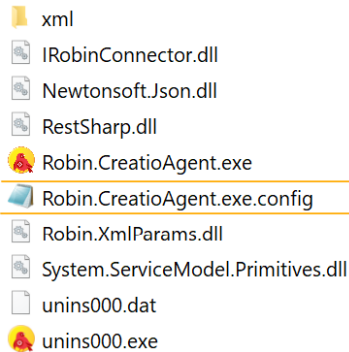 xml
IRobinConnector.dll
Newtonsoft.Json.dll
RestSharp.dll
Robin.CreatioAgent.exe
Robin.CreatioAgent.exe.config
Robin.XmlParams.dll
System.ServiceModel.Primitives.dll
unins000.dat
unins000.exe